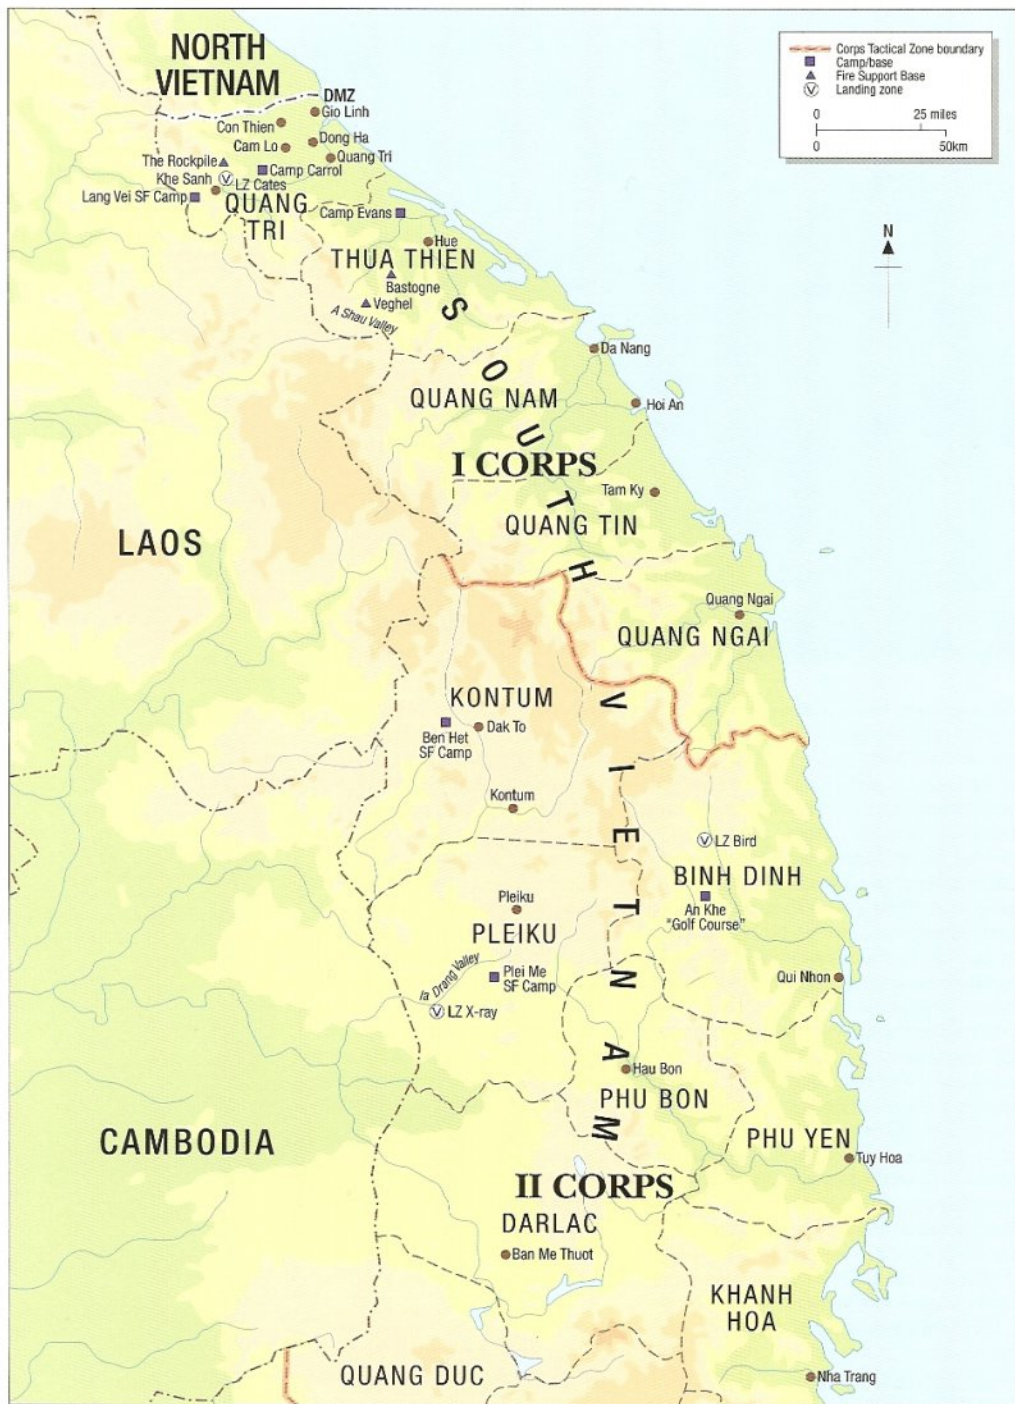 NORTH
VIETNAM
Corps Tactical Zone boundary
Camp/base
Fire Support Base
V Landing zone
0 25 miles
0 50km
DMZ
Gio Linh
Con Thien
Dong Ha
Cam Lo
Quang Tri
The Rockpile
Camp Carrol
Khe Sanh
V LZ Cates
Lang Vei SF Camp
QUANG
TRI
Camp Evans
N
Hue
THUA THIEN
Bastogne
Veghel
A Shau Valley
SOUTH VIETNAM
Da Nang
QUANG NAM
Hoi An
I CORPS
Tam Ky
QUANG TIN
LAOS
Quang Ngai
QUANG NGAI
KONTUM
Dak To
Ben Het
SF Camp
Kontum
V LZ Bird
BINH DINH
Pleiku
An Khe
"Golf Course"
PLEIKU
Ia Drang Valley
Plei Me
SF Camp
Qui Nhon
V LZ X-ray
Hau Bon
PHU BON
CAMBODIA
PHU YEN
Tuy Hoa
II CORPS
DARLAC
Ban Me Thuot
KHANH
HOA
QUANG DUC
Nha Trang